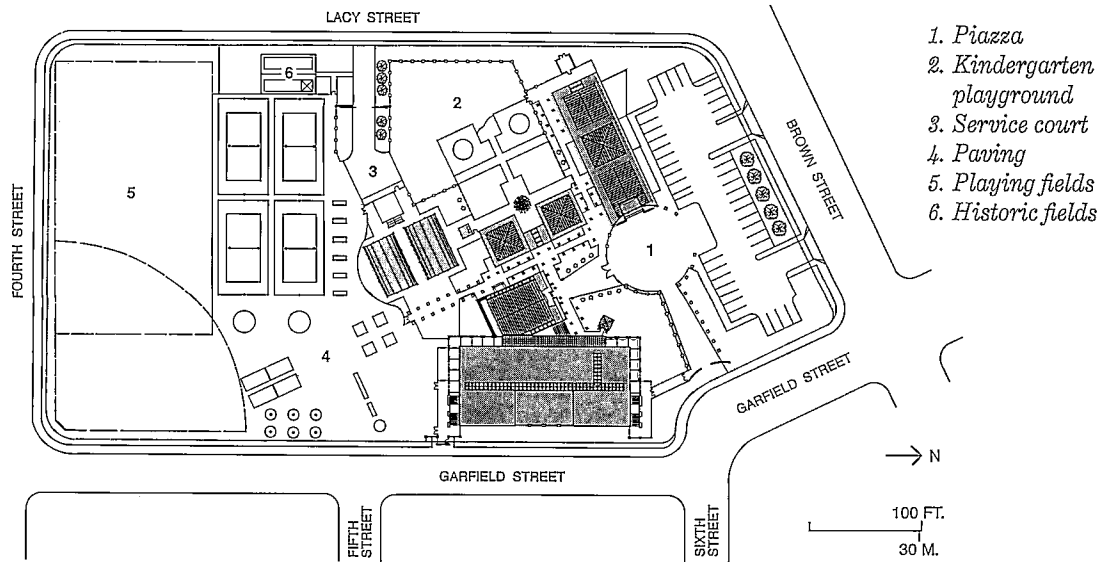 LACY STREET
1. Piazza
2. Kindergarten
playground
3. Service court
4. Paving
5. Playing fields
6. Historic fields
6
2
BROWN STREET
3
5
FOURTH STREET
1
4
GARFIELD STREET
GARFIELD STREET
N
FIFTH
STREET
SIXTH
STREET
100 FT.
30 M.